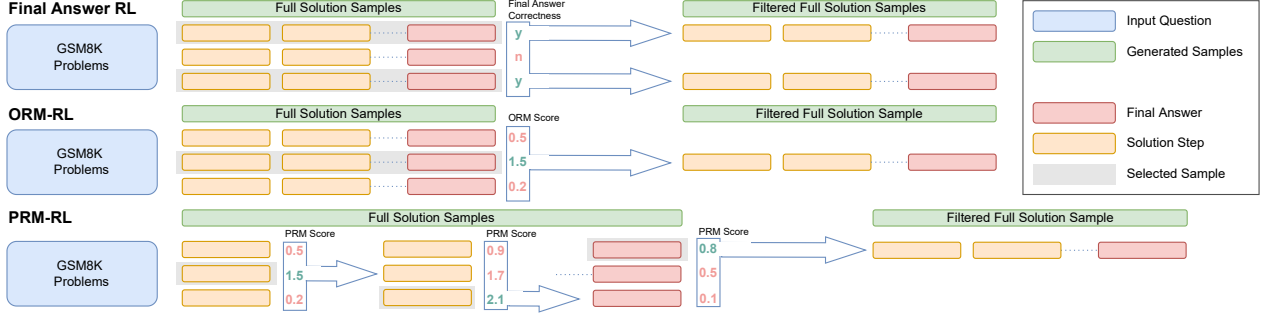 Final Answer RL
Full Solution Samples
Final Answer
Correctness
Filtered Full Solution Samples
GSM8K
Problems
y
n
y
ORM-RL
Full Solution Samples
ORM Score
Filtered Full Solution Sample
GSM8K
Problems
0.5
1.5
0.2
PRM-RL
Full Solution Samples
Filtered Full Solution Sample
GSM8K
Problems
PRM Score
0.5
1.5
0.2
PRM Score
0.9
1.7
2.1
PRM Score
0.8
0.5
0.1
Input Question
Generated Samples
Final Answer
Solution Step
Selected Sample